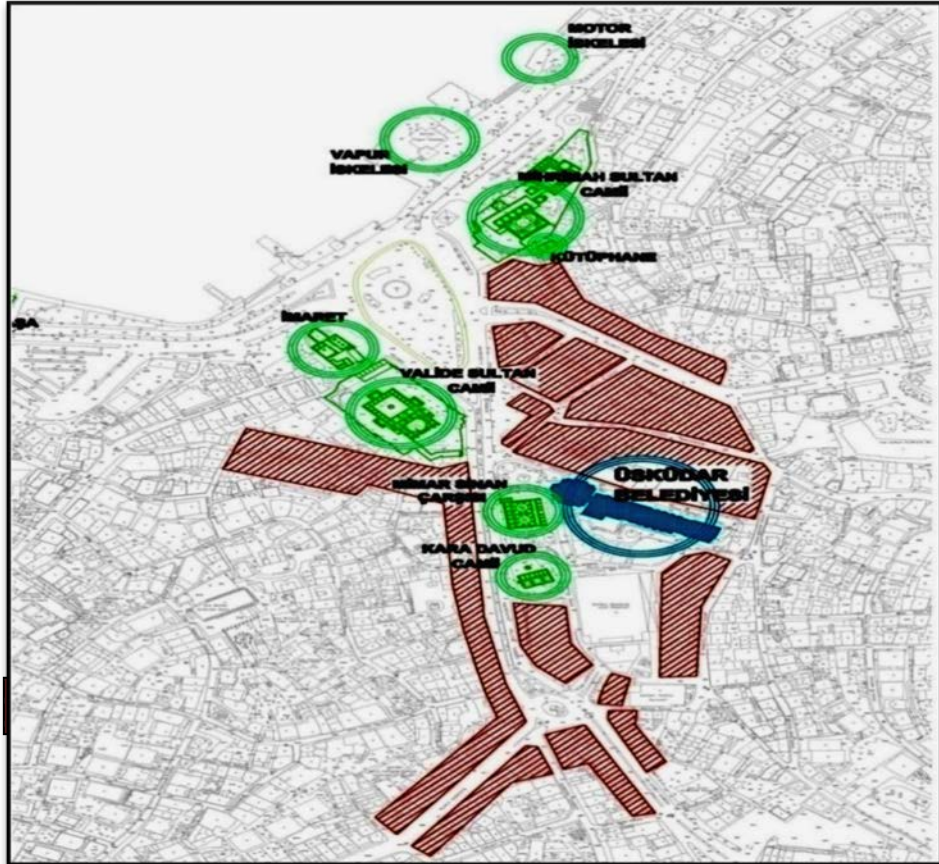 MOTOR
İSKELESİ
VAPUR
İSKELESİ
MİHRİMAH SULTAN
CAMİİ
KÜTÜPHANE
ŞA
İMARET
VALİDE SULTAN
CAMİİ
MİMAR SİNAN
ÇARŞISI
ÜSKÜDAR
BELEDİYESİ
KARA DAVUD
CAMİİ